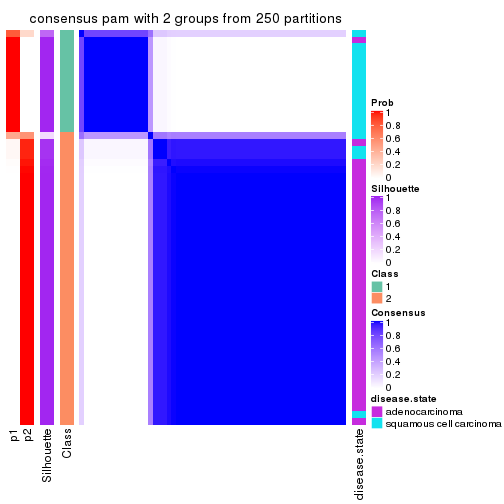 consensus pam with 2 groups from 250 partitions
Prob
1
0.8
0.6
0.4
0.2
0
Silhouette
1
0.8
0.6
0.4
0.2
0
Class
1
2
Consensus
1
0.8
0.6
0.4
0.2
0
disease.state
adenocarcinoma
squamous cell carcinoma
p1
p2
Silhouette
Class
disease.state